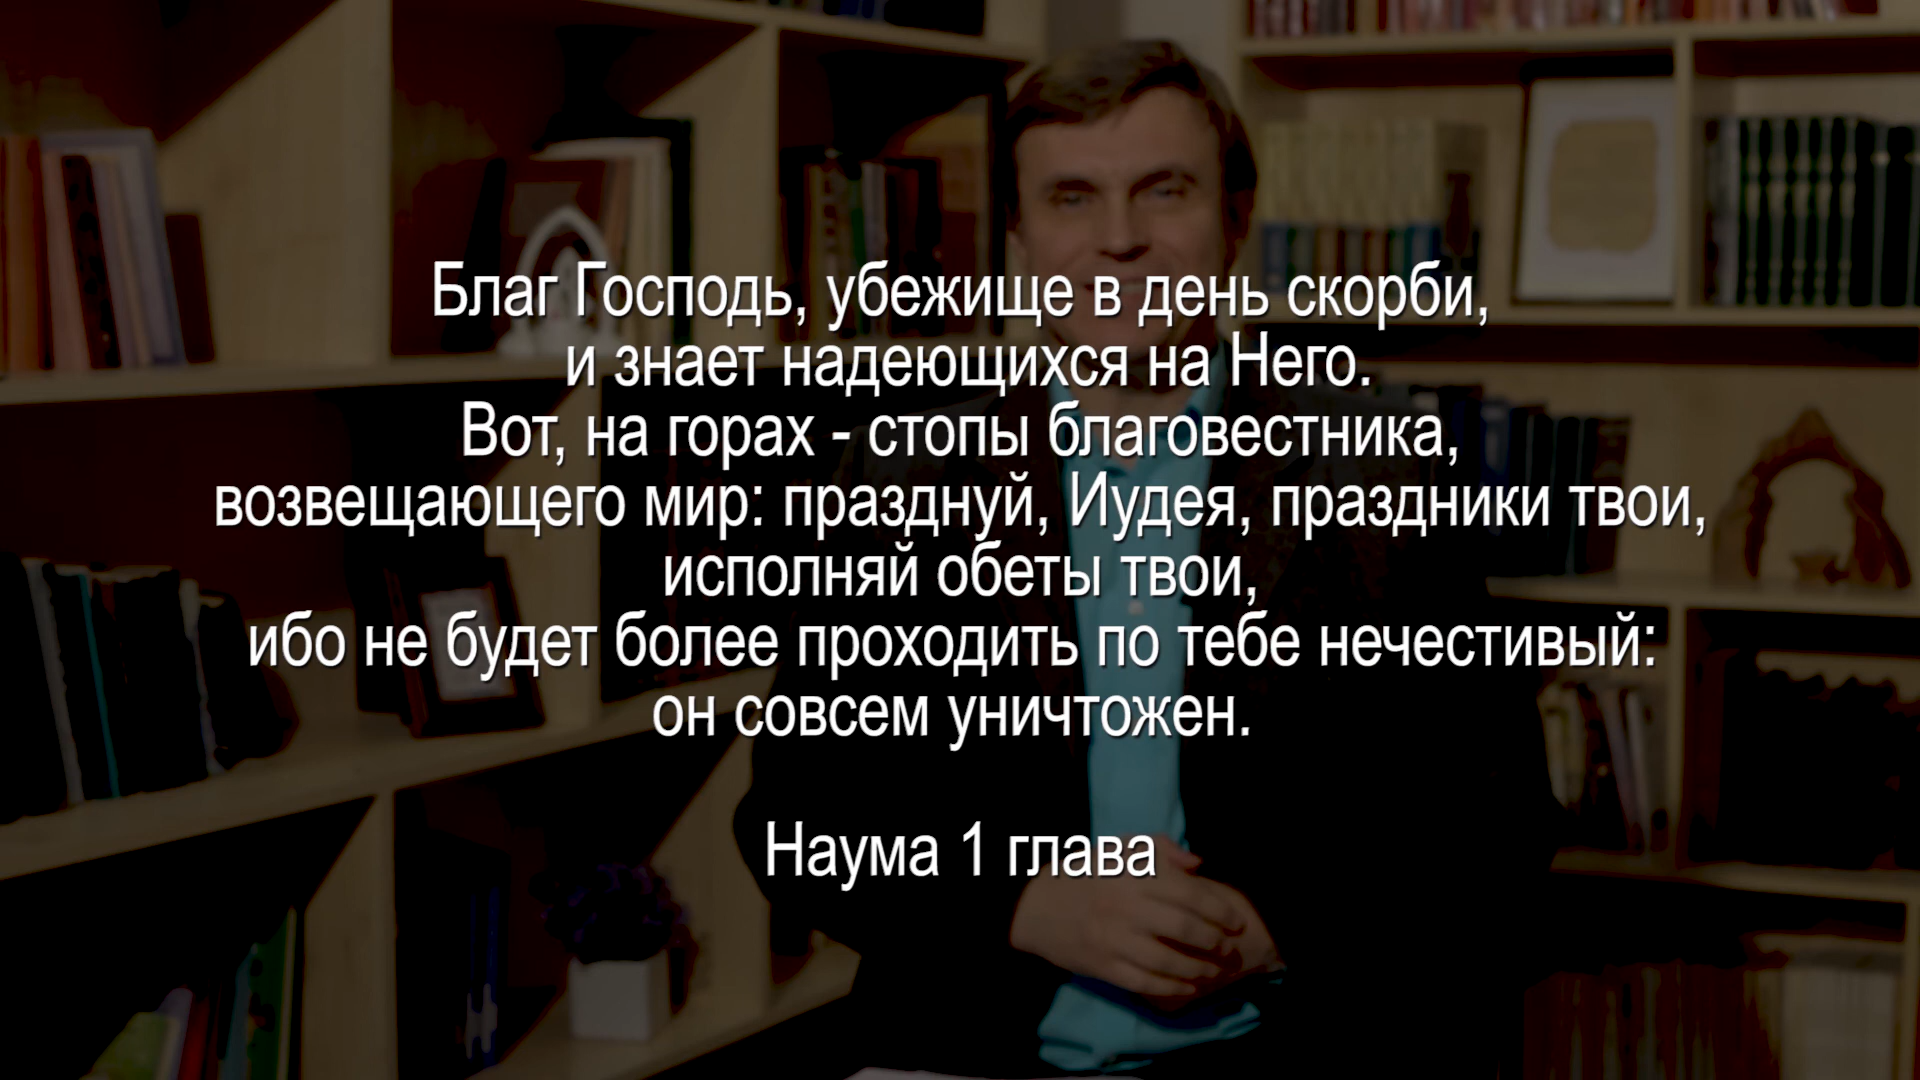 Благ Господь, убежище в день скорби,
и знает надеющихся на Него.
Вот, на горах - стопы благовестника,
возвещающего мир: празднуй, Иудея, праздники твои,
исполняй обеты твои,
ибо не будет более проходить по тебе нечестивый:
он совсем уничтожен.
Наума 1 глава